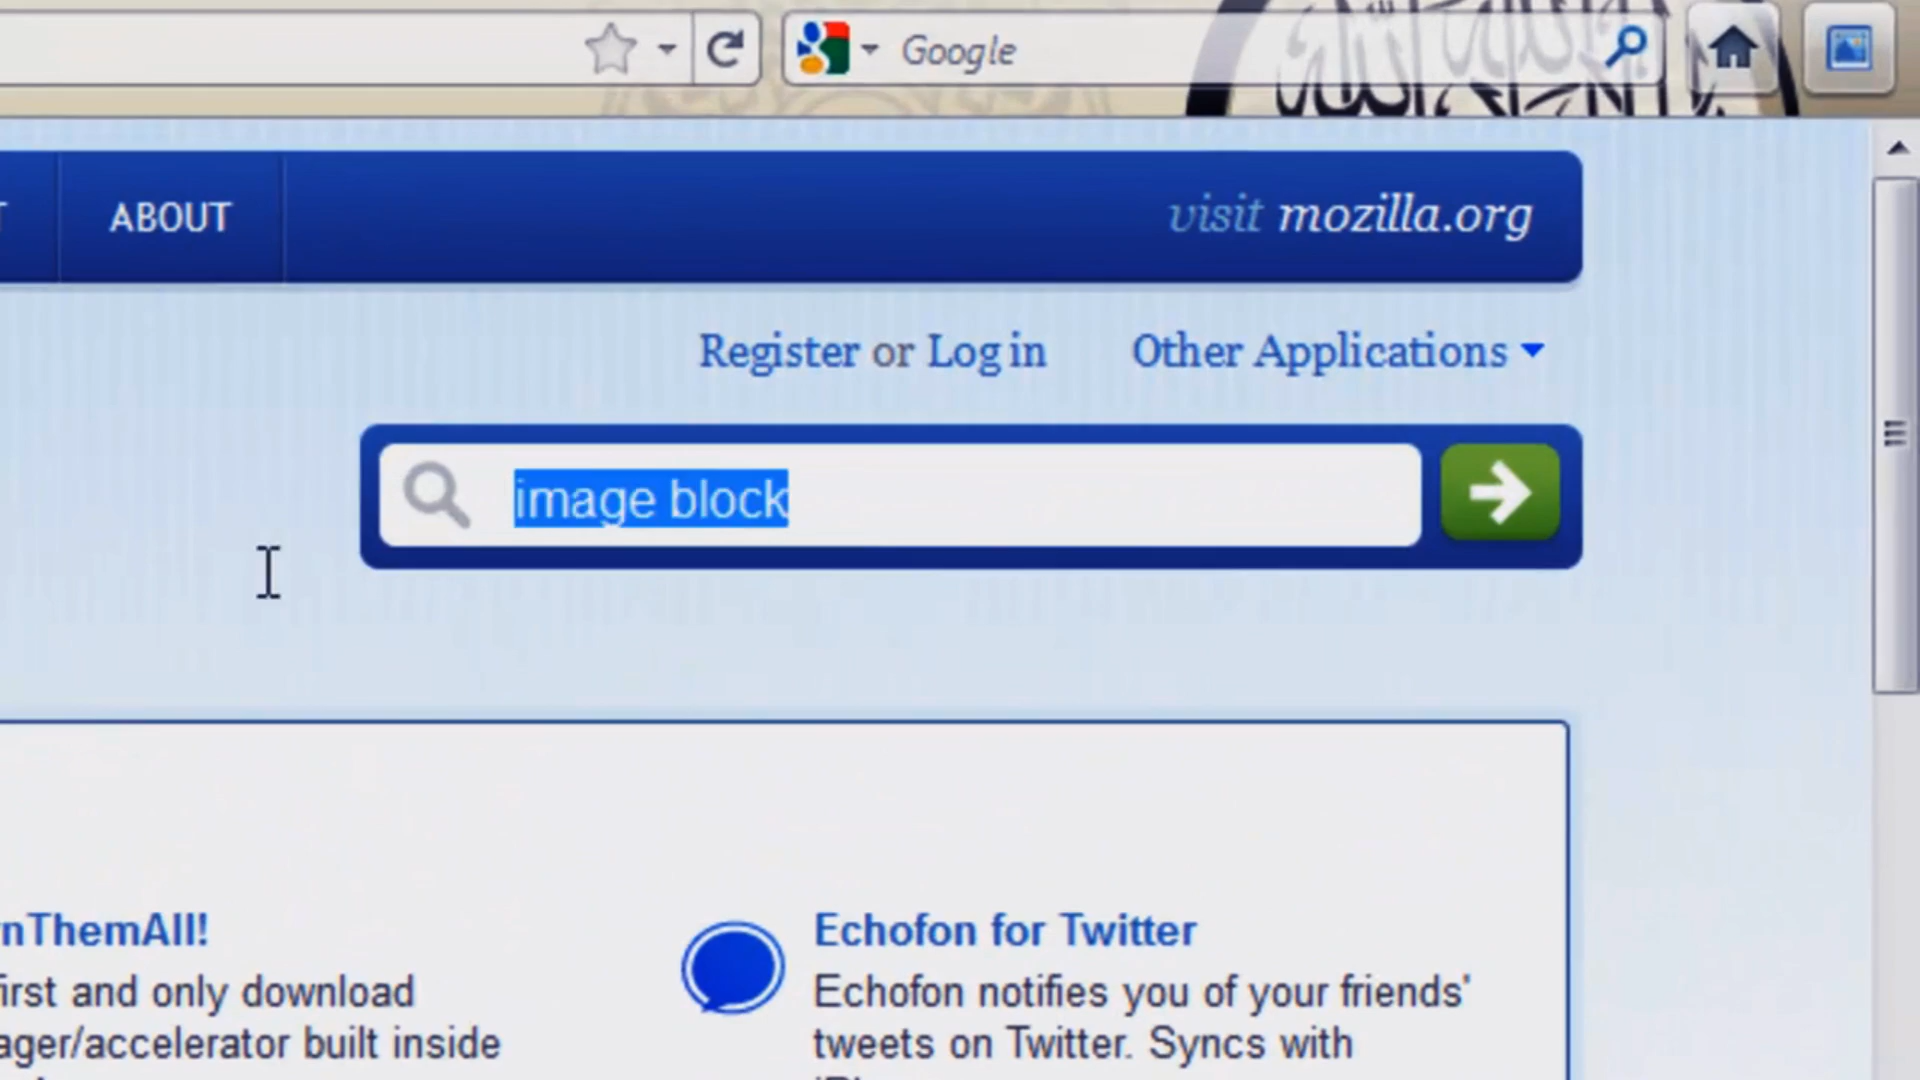 Google
ABOUT
visit mozilla.org
Register or Log in
Other Applications
image block
nThemAll!
Echofon for Twitter
irst and only download
Echofon notifies you of your friends'
ager/accelerator built inside
tweets on Twitter. Syncs with